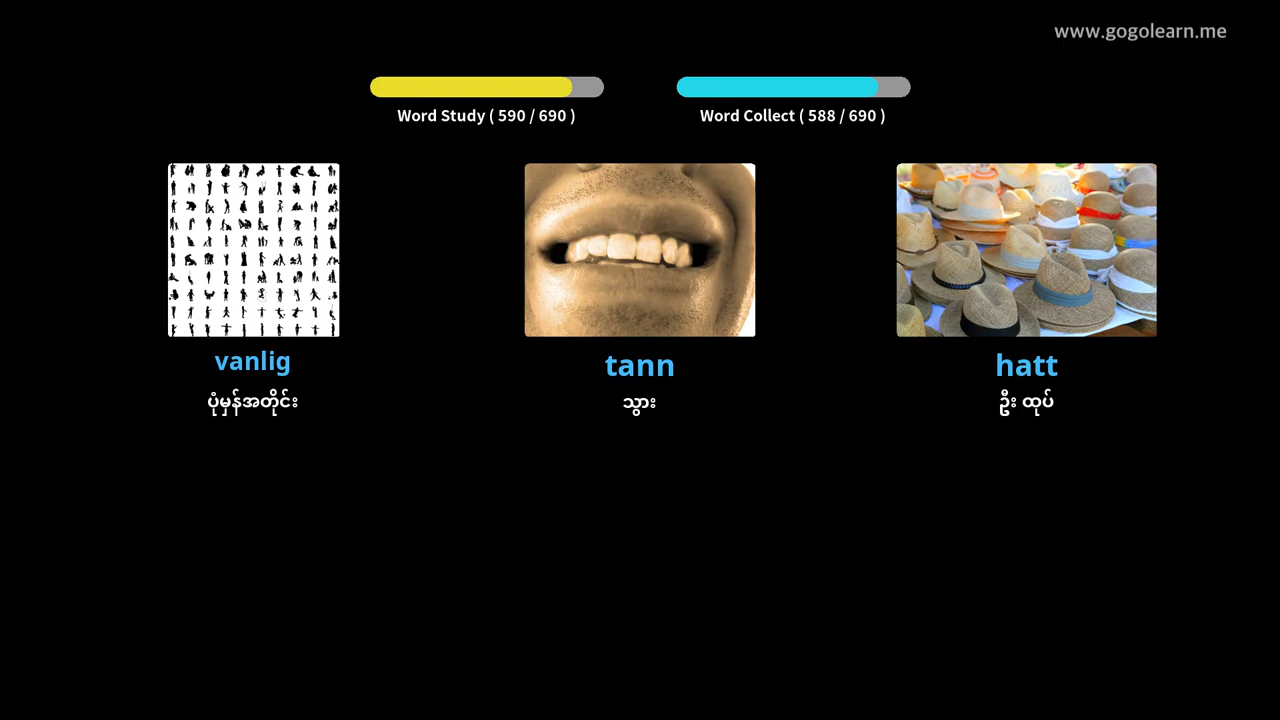 www.gogolearn.me
Word Study ( 590 / 690 )
Word Collect ( 588 / 690 )
vanlig
ပုံမှန်အတိုင်း
tann
သွား
hatt
ဦး ထုပ်